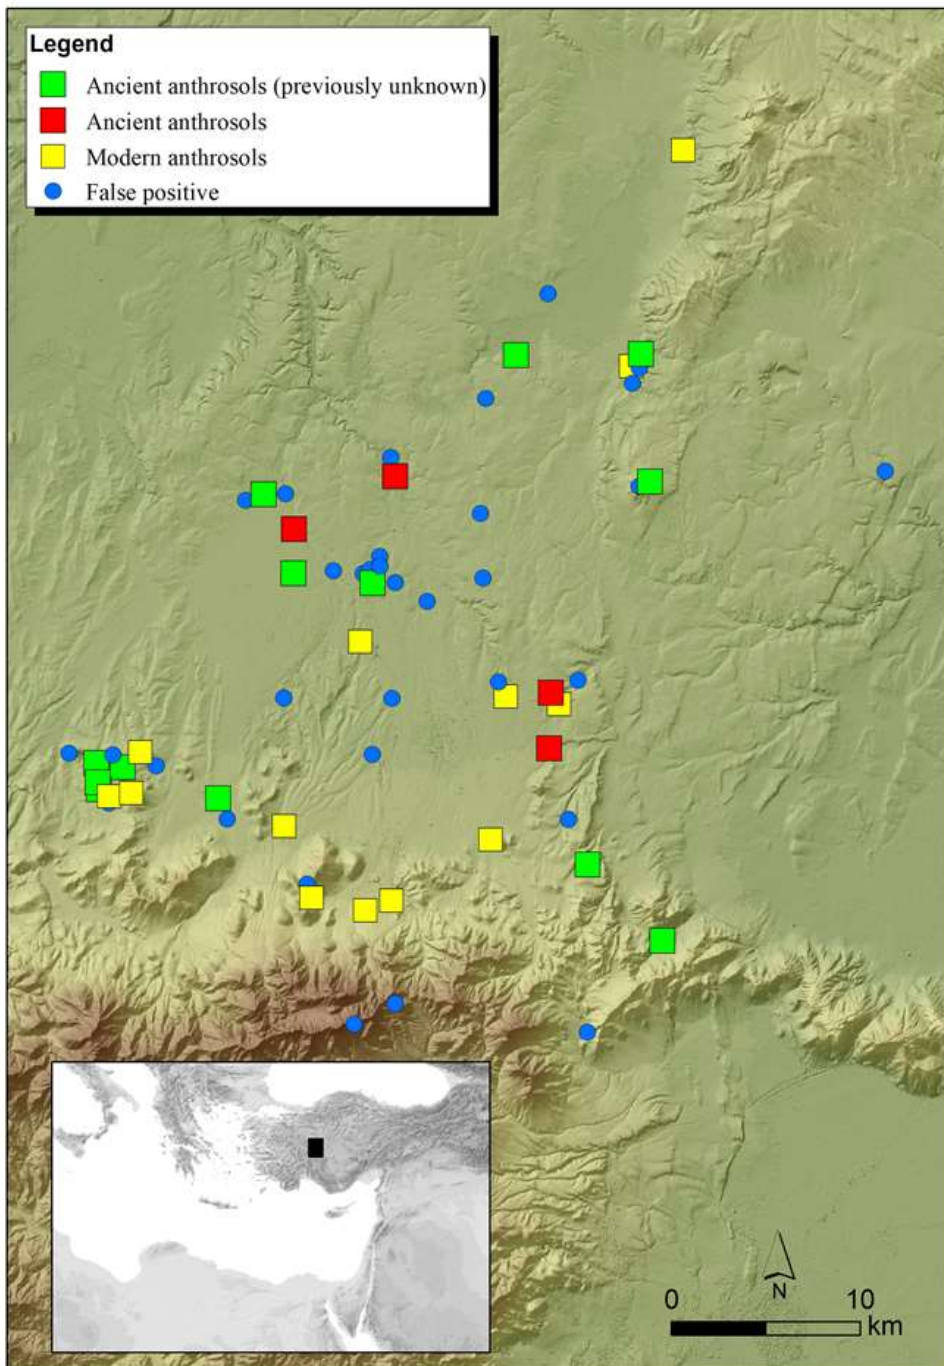 Legend
Ancient anthrosols (previously unknown)
Ancient anthrosols
Modern anthrosols
False positive
N
0 10
km